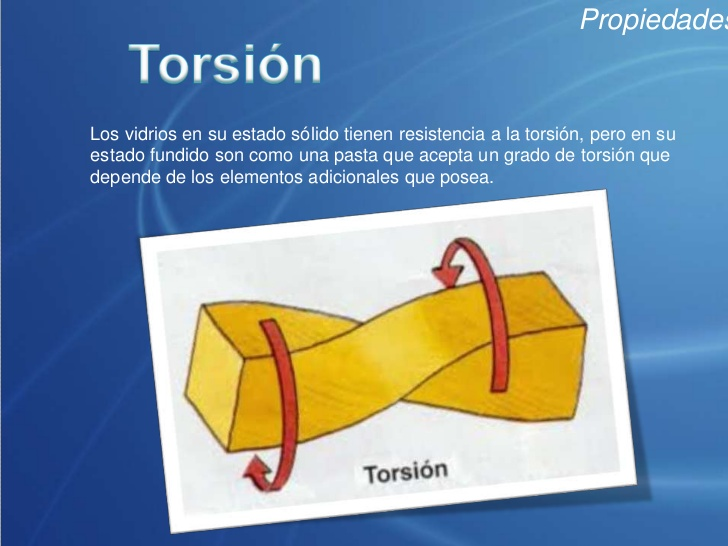 Propiedades
Torsión
Los vidrios en su estado sólido tienen resistencia a la torsión, pero en su
estado fundido son como una pasta que acepta un grado de torsión que
depende de los elementos adicionales que posea.
Torsión